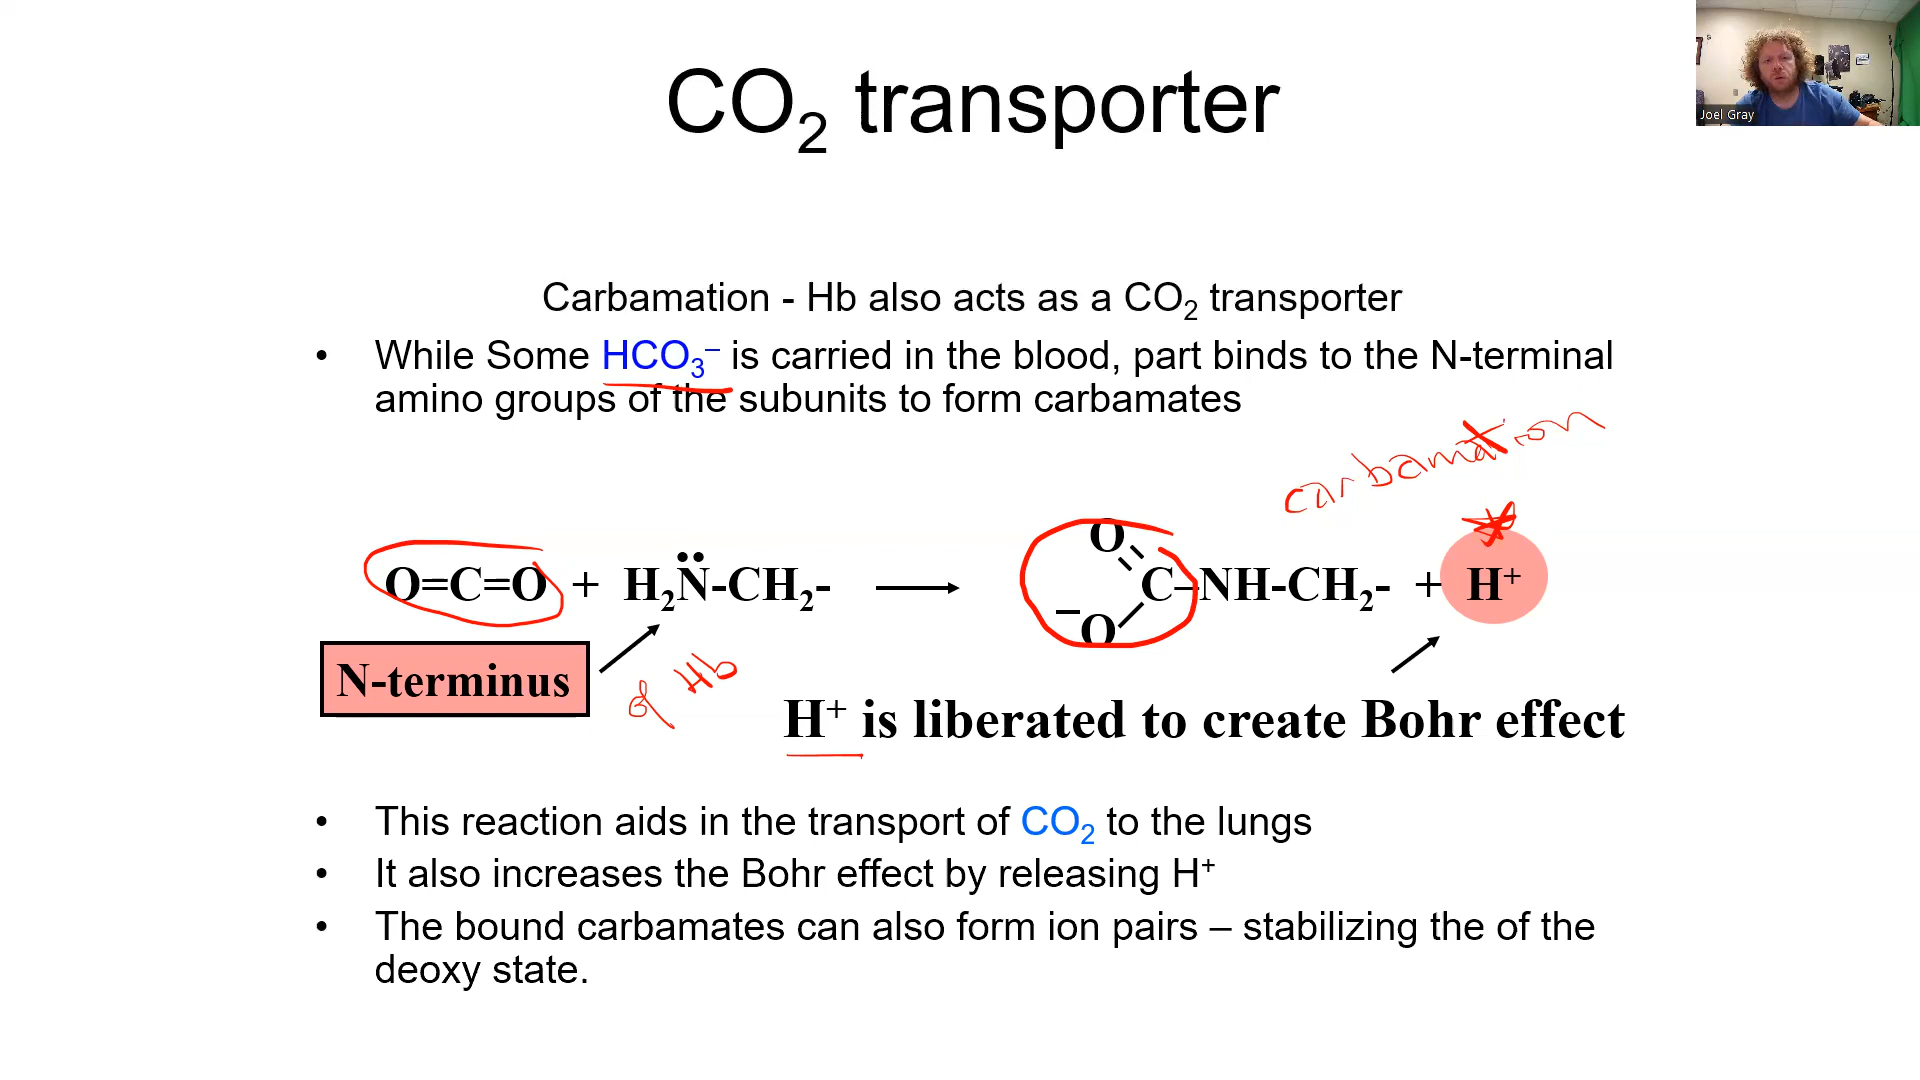 CO₂ transporter
Joel Gray
Carbamation - Hb also acts as a CO₂ transporter
• While Some HCO₃⁻ is carried in the blood, part binds to the N-terminal
amino groups of the subunits to form carbamates
carbamation
O=C=O + H₂N̈-CH₂- ⟶ O=C–NH-CH₂- + H⁺
⁻O
N-terminus
of Hb
H⁺ is liberated to create Bohr effect
• This reaction aids in the transport of CO₂ to the lungs
• It also increases the Bohr effect by releasing H⁺
• The bound carbamates can also form ion pairs – stabilizing the of the
deoxy state.